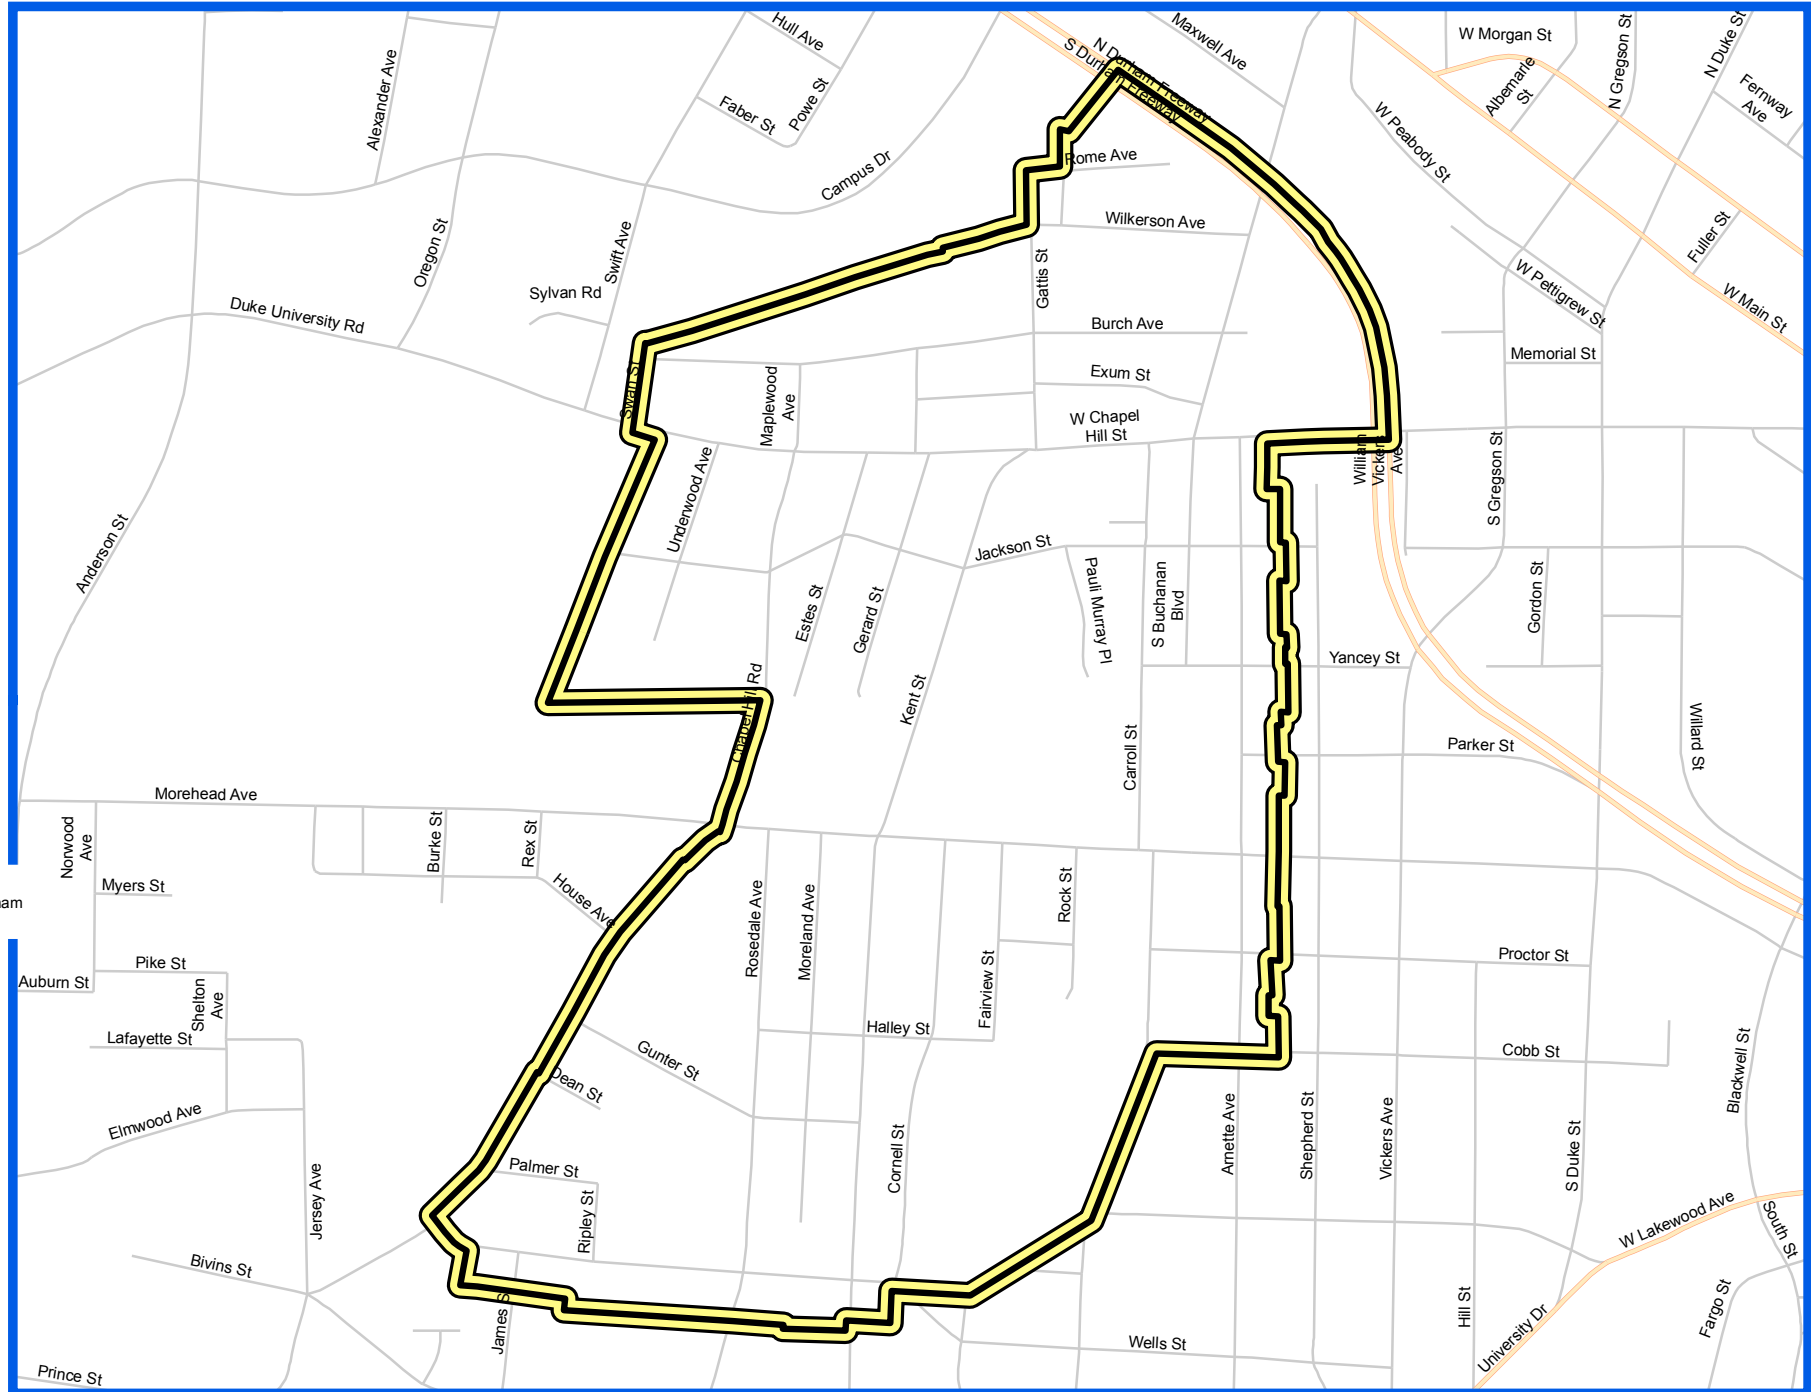 Hull Ave
Maxwell Ave
W Morgan St
N Gregson St
N Duke St
N Durham Freeway
S Durham Freeway
Alexander Ave
Faber St
Powe St
Albemarle
St
Fernway
Ave
W Peabody St
Rome Ave
Campus Dr
Wilkerson Ave
Oregon St
Swift Ave
Gattis St
Fuller St
Sylvan Rd
W Pettigrew St
W Main St
Duke University Rd
Burch Ave
Memorial St
Exum St
Swan St
Maplewood
Ave
W Chapel
Hill St
William
Vickers
Ave
S Gregson St
Underwood Ave
Anderson St
Jackson St
Pauli Murray Pl
S Buchanan
Blvd
Gordon St
Estes St
Gerard St
Yancey St
Kent St
Chapel Hill Rd
Carroll St
Parker St
Willard St
Morehead Ave
Norwood
Ave
Burke St
Rex St
Myers St
House Ave
Rosedale Ave
Moreland Ave
Rock St
am
Pike St
Auburn St
Shelton
Ave
Fairview St
Proctor St
Lafayette St
Halley St
Gunter St
Cobb St
Dean St
Elmwood Ave
Blackwell St
Cornell St
Arnette Ave
Shepherd St
Vickers Ave
S Duke St
Palmer St
Jersey Ave
Ripley St
W Lakewood Ave
South St
Bivins St
James S
Hill St
University Dr
Fargo St
Wells St
Prince St